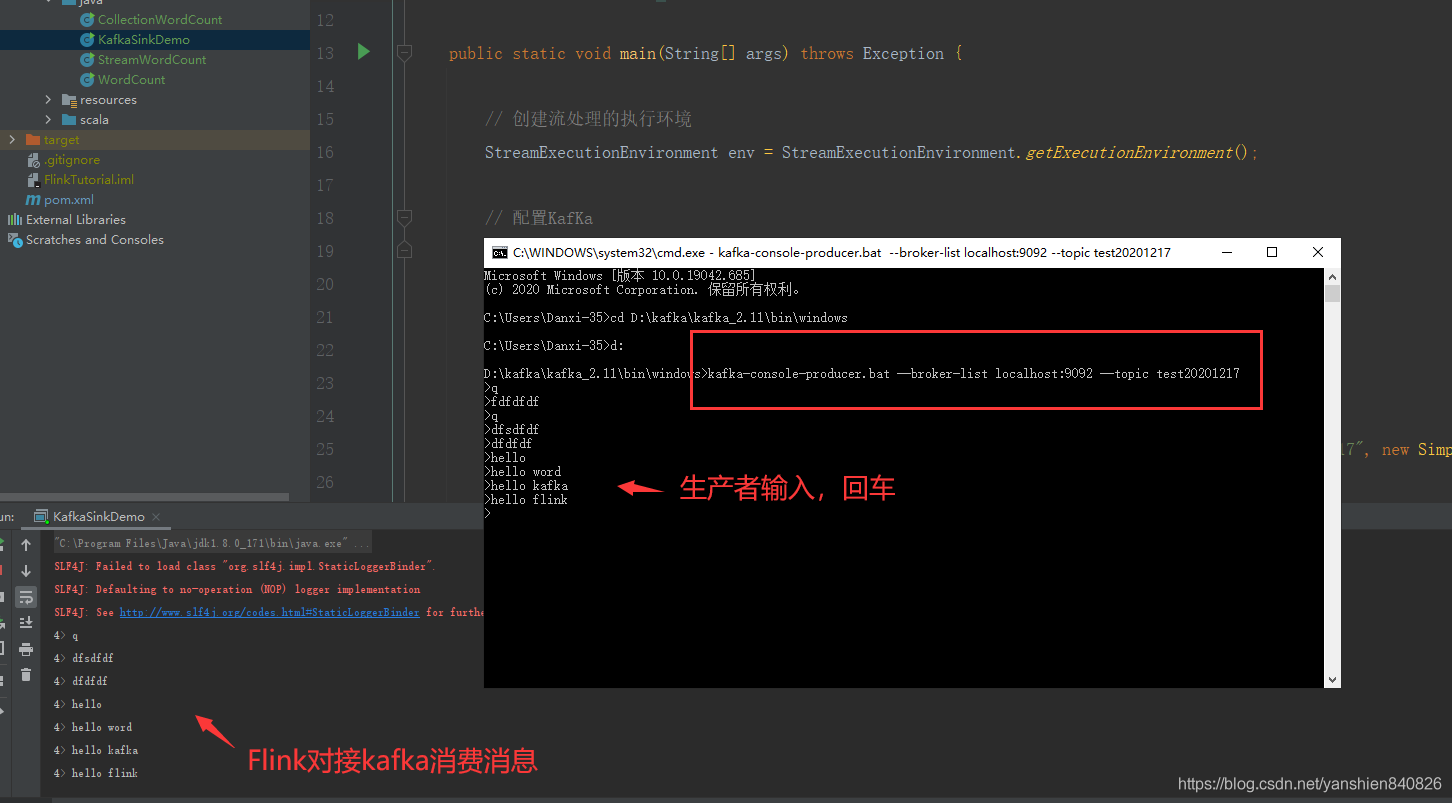 java
CollectionWordCount
KafkaSinkDemo
StreamWordCount
WordCount
resources
scala
target
.gitignore
FlinkTutorial.iml
pom.xml
External Libraries
Scratches and Consoles
12
13 public static void main(String[] args) throws Exception {
14
15 // 创建流处理的执行环境
16 StreamExecutionEnvironment env = StreamExecutionEnvironment.getExecutionEnvironment();
17
18 // 配置KafKa
19
20
21
22
23
24
25 17", new Simp
26
C:\WINDOWS\system32\cmd.exe - kafka-console-producer.bat --broker-list localhost:9092 --topic test20201217
Microsoft Windows [版本 10.0.19042.685]
(c) 2020 Microsoft Corporation. 保留所有权利。
C:\Users\Danxi-35>cd D:\kafka\kafka_2.11\bin\windows
C:\Users\Danxi-35>d:
D:\kafka\kafka_2.11\bin\windows>kafka-console-producer.bat --broker-list localhost:9092 --topic test20201217
>q
>fdfdfdf
>q
>dfsdfdf
>dfdfdf
>hello
>hello word
>hello kafka
>hello flink
>
生产者输入，回车
un: KafkaSinkDemo
"C:\Program Files\Java\jdk1.8.0_171\bin\java.exe" ...
SLF4J: Failed to load class "org.slf4j.impl.StaticLoggerBinder".
SLF4J: Defaulting to no-operation (NOP) logger implementation
SLF4J: See http://www.slf4j.org/codes.html#StaticLoggerBinder for furthe
4> q
4> dfsdfdf
4> dfdfdf
4> hello
4> hello word
4> hello kafka
4> hello flink
Flink对接kafka消费消息
https://blog.csdn.net/yanshien840826